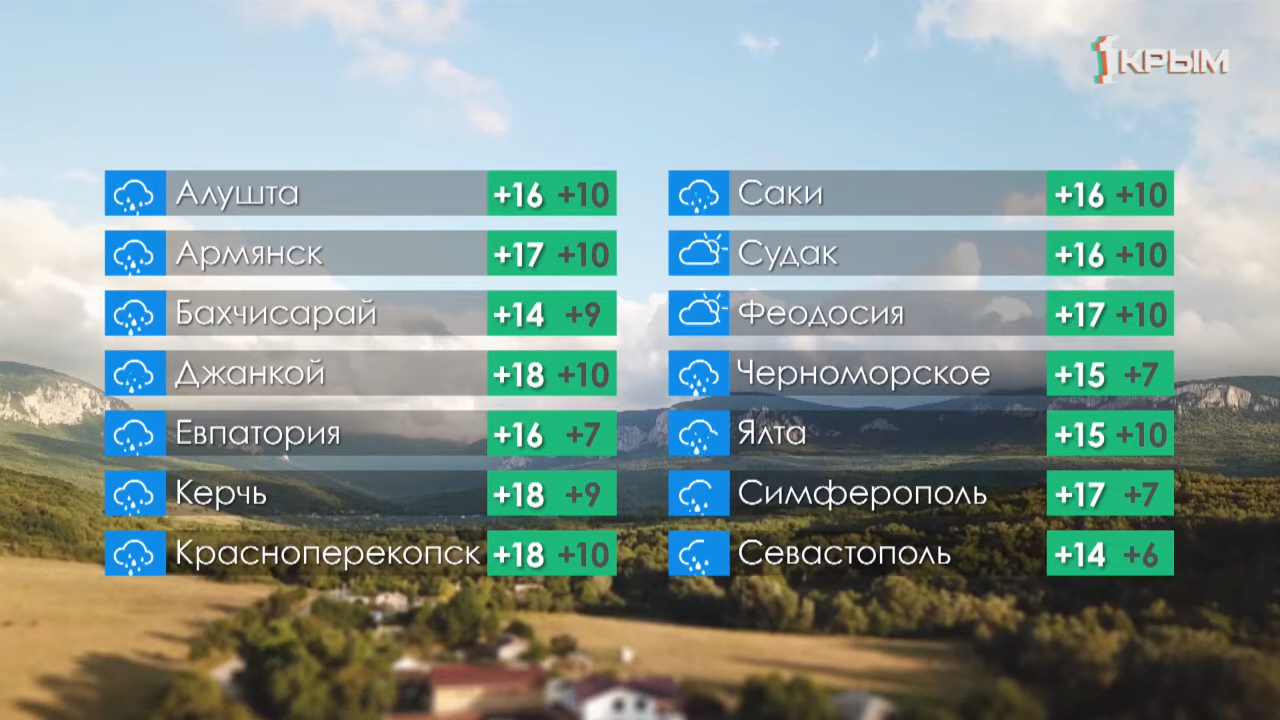 1 КРЫМ
Алушта +16 +10
Армянск +17 +10
Бахчисарай +14 +9
Джанкой +18 +10
Евпатория +16 +7
Керчь +18 +9
Красноперекопск +18 +10
Саки +16 +10
Судак +16 +10
Феодосия +17 +10
Черноморское +15 +7
Ялта +15 +10
Симферополь +17 +7
Севастополь +14 +6